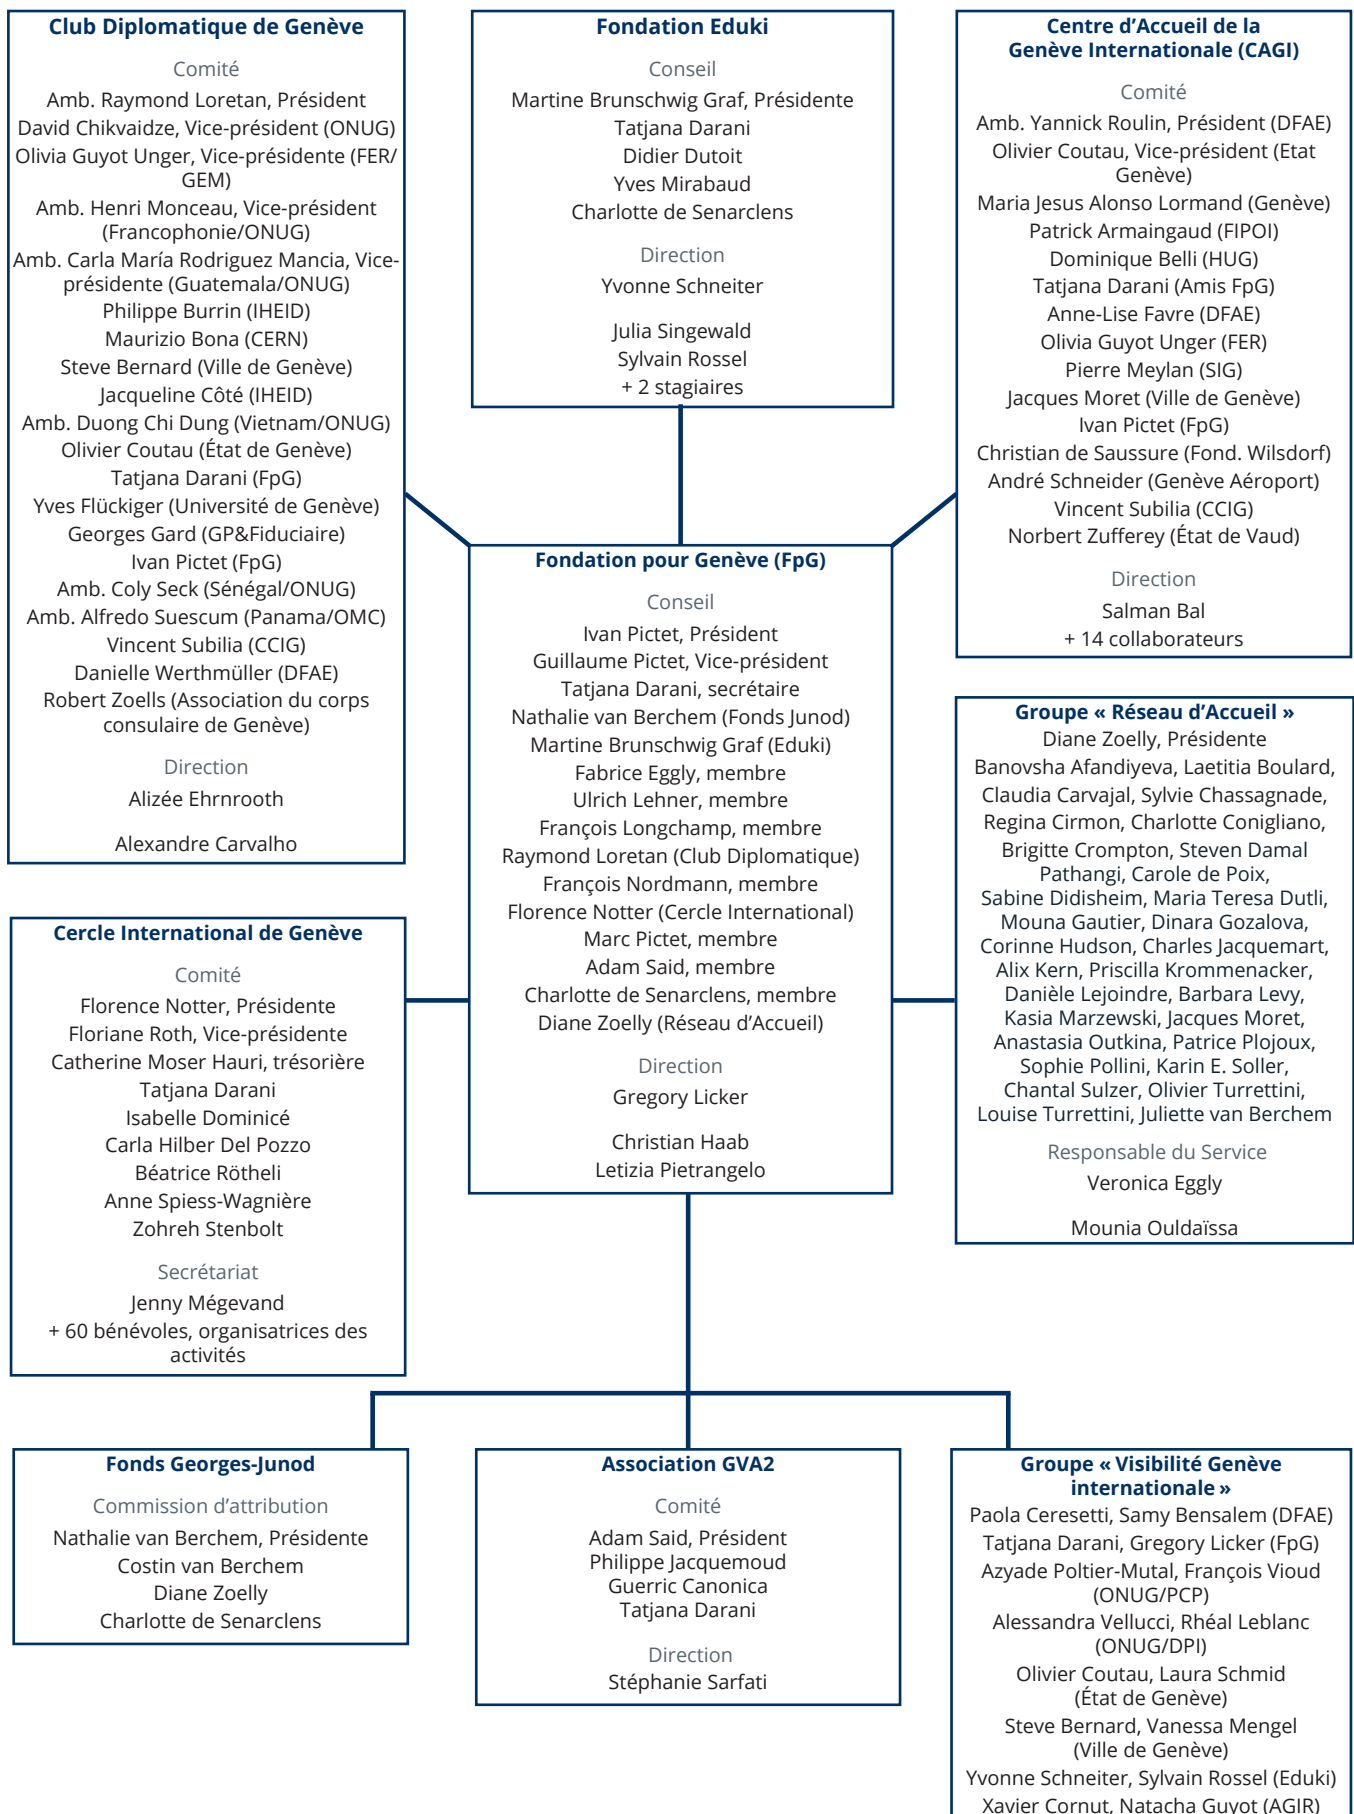 Club Diplomatique de Genève
Comité
Amb. Raymond Loretan, Président
David Chikvaidze, Vice-président (ONUG)
Olivia Guyot Unger, Vice-présidente (FER/
GEM)
Amb. Henri Monceau, Vice-président
(Francophonie/ONUG)
Amb. Carla María Rodriguez Mancia, Vice-
présidente (Guatemala/ONUG)
Philippe Burrin (IHEID)
Maurizio Bona (CERN)
Steve Bernard (Ville de Genève)
Jacqueline Côté (IHEID)
Amb. Duong Chi Dung (Vietnam/ONUG)
Olivier Coutau (État de Genève)
Tatjana Darani (FpG)
Yves Flückiger (Université de Genève)
Georges Gard (GP&Fiduciaire)
Ivan Pictet (FpG)
Amb. Coly Seck (Sénégal/ONUG)
Amb. Alfredo Suescum (Panama/OMC)
Vincent Subilia (CCIG)
Danielle Werthmüller (DFAE)
Robert Zoells (Association du corps
consulaire de Genève)
Direction
Alizée Ehrnrooth
Alexandre Carvalho
Fondation Eduki
Conseil
Martine Brunschwig Graf, Présidente
Tatjana Darani
Didier Dutoit
Yves Mirabaud
Charlotte de Senarclens
Direction
Yvonne Schneiter
Julia Singewald
Sylvain Rossel
+ 2 stagiaires
Centre d'Accueil de la
Genève Internationale (CAGI)
Comité
Amb. Yannick Roulin, Président (DFAE)
Olivier Coutau, Vice-président (Etat
Genève)
Maria Jesus Alonso Lormand (Genève)
Patrick Armaingaud (FIPOI)
Dominique Belli (HUG)
Tatjana Darani (Amis FpG)
Anne-Lise Favre (DFAE)
Olivia Guyot Unger (FER)
Pierre Meylan (SIG)
Jacques Moret (Ville de Genève)
Ivan Pictet (FpG)
Christian de Saussure (Fond. Wilsdorf)
André Schneider (Genève Aéroport)
Vincent Subilia (CCIG)
Norbert Zufferey (État de Vaud)
Direction
Salman Bal
+ 14 collaborateurs
Fondation pour Genève (FpG)
Conseil
Ivan Pictet, Président
Guillaume Pictet, Vice-président
Tatjana Darani, secrétaire
Nathalie van Berchem (Fonds Junod)
Martine Brunschwig Graf (Eduki)
Fabrice Eggly, membre
Ulrich Lehner, membre
François Longchamp, membre
Raymond Loretan (Club Diplomatique)
François Nordmann, membre
Florence Notter (Cercle International)
Marc Pictet, membre
Adam Said, membre
Charlotte de Senarclens, membre
Diane Zoelly (Réseau d'Accueil)
Direction
Gregory Licker
Christian Haab
Letizia Pietrangelo
Groupe « Réseau d'Accueil »
Diane Zoelly, Présidente
Banovsha Afandiyeva, Laetitia Boulard,
Claudia Carvajal, Sylvie Chassagnade,
Regina Cirmon, Charlotte Conigliano,
Brigitte Crompton, Steven Damal
Pathangi, Carole de Poix,
Sabine Didisheim, Maria Teresa Dutli,
Mouna Gautier, Dinara Gozalova,
Corinne Hudson, Charles Jacquemart,
Alix Kern, Priscilla Krommenacker,
Danièle Lejoindre, Barbara Levy,
Kasia Marzewski, Jacques Moret,
Anastasia Outkina, Patrice Plojoux,
Sophie Pollini, Karin E. Soller,
Chantal Sulzer, Olivier Turrettini,
Louise Turrettini, Juliette van Berchem
Responsable du Service
Veronica Eggly
Mounia Ouldaïssa
Cercle International de Genève
Comité
Florence Notter, Présidente
Floriane Roth, Vice-présidente
Catherine Moser Hauri, trésorière
Tatjana Darani
Isabelle Dominicé
Carla Hilber Del Pozzo
Béatrice Rötheli
Anne Spiess-Wagnière
Zohreh Stenbolt
Secrétariat
Jenny Mégevand
+ 60 bénévoles, organisatrices des
activités
Fonds Georges-Junod
Commission d'attribution
Nathalie van Berchem, Présidente
Costin van Berchem
Diane Zoelly
Charlotte de Senarclens
Association GVA2
Comité
Adam Said, Président
Philippe Jacquemoud
Guerric Canonica
Tatjana Darani
Direction
Stéphanie Sarfati
Groupe « Visibilité Genève
internationale »
Paola Ceresetti, Samy Bensalem (DFAE)
Tatjana Darani, Gregory Licker (FpG)
Azyade Poltier-Mutal, François Vioud
(ONUG/PCP)
Alessandra Vellucci, Rhéal Leblanc
(ONUG/DPI)
Olivier Coutau, Laura Schmid
(État de Genève)
Steve Bernard, Vanessa Mengel
(Ville de Genève)
Yvonne Schneiter, Sylvain Rossel (Eduki)
Xavier Cornut, Natacha Guyot (AGIR)